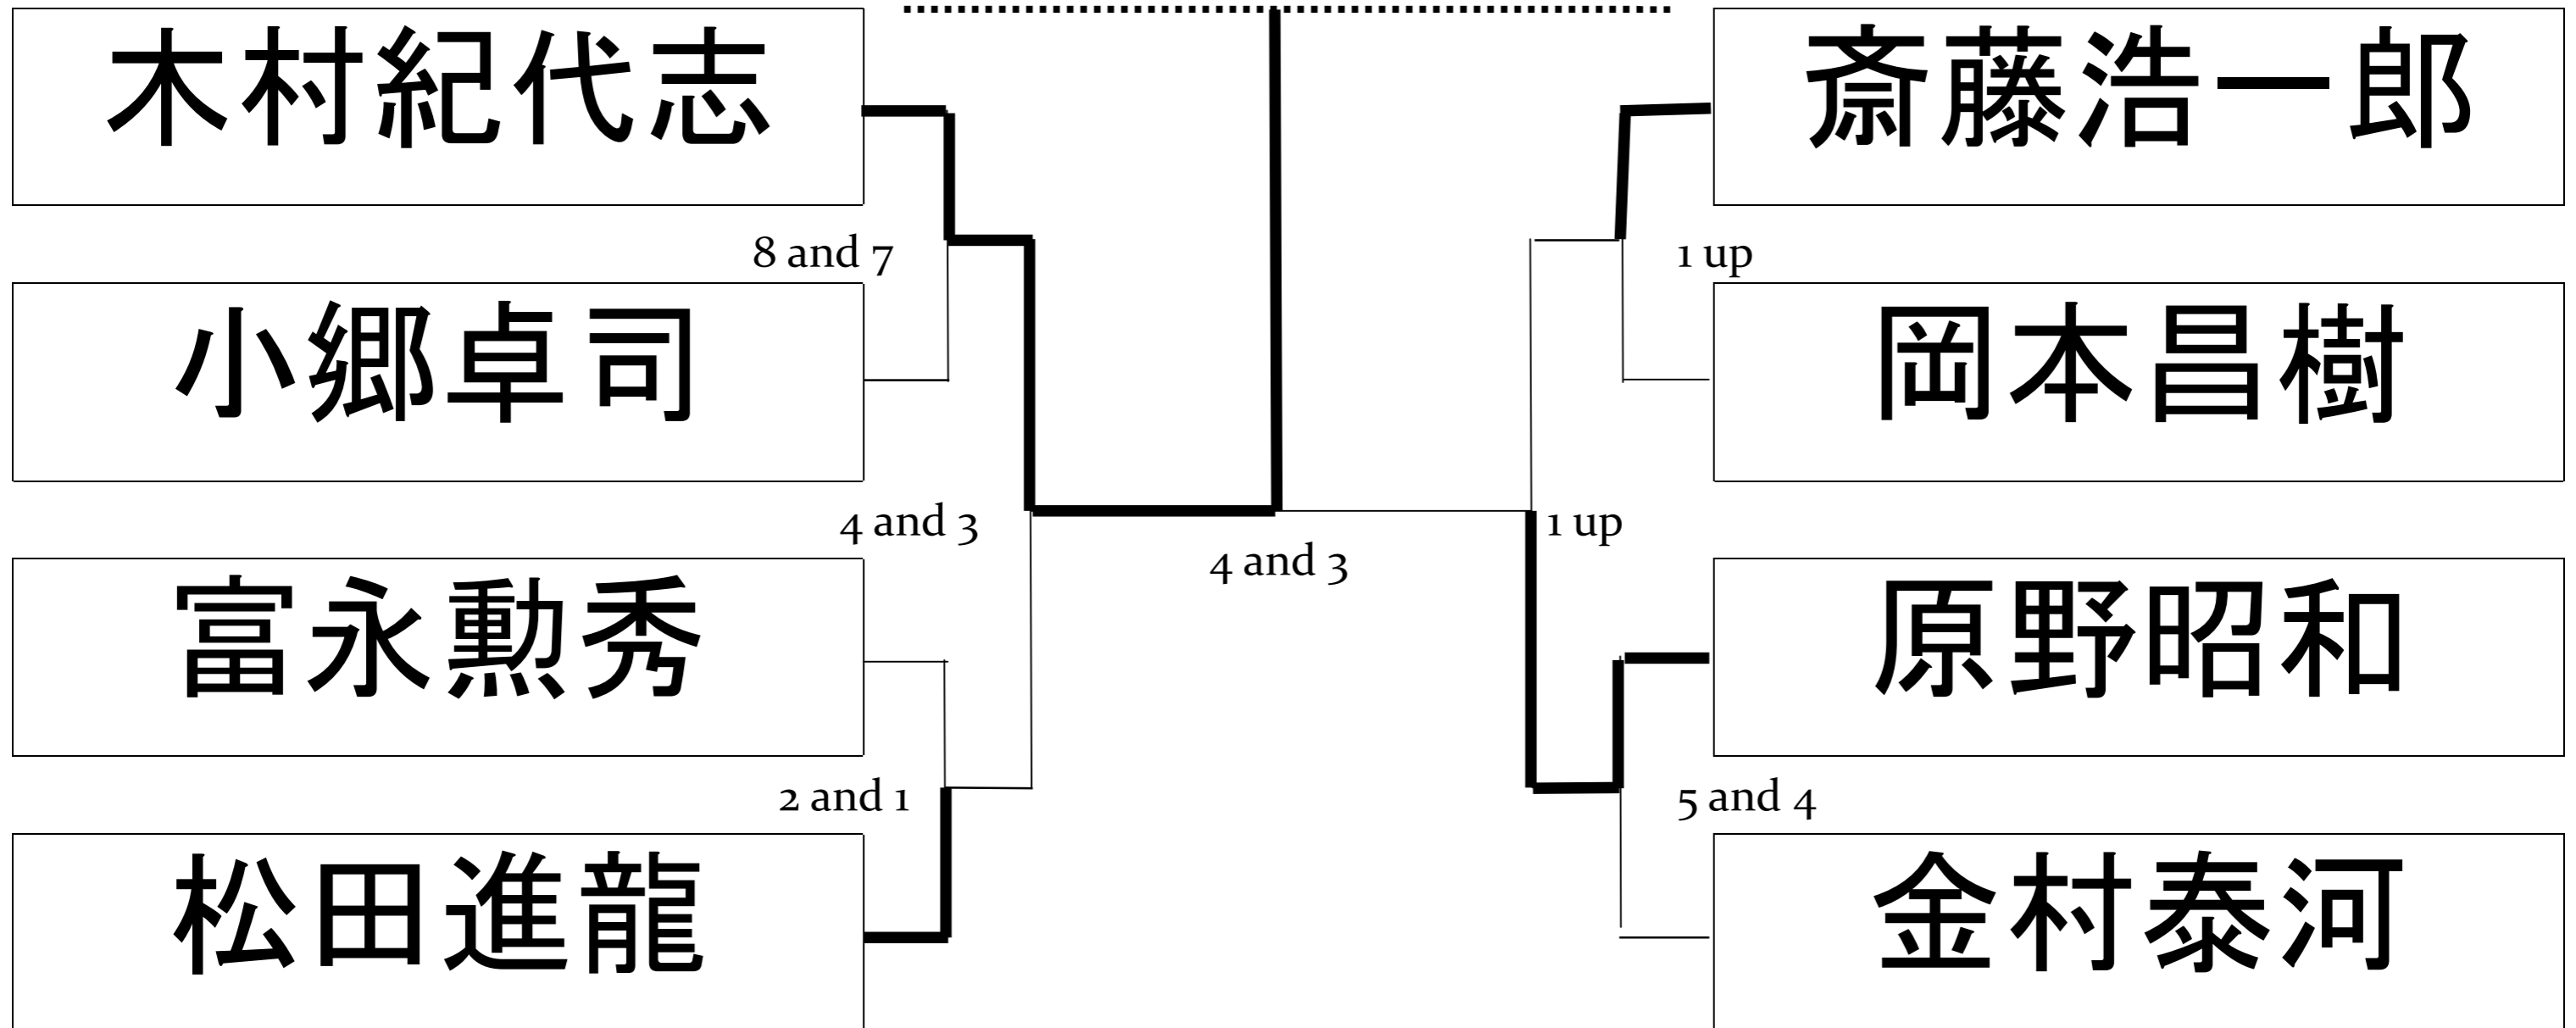 木村紀代志
斎藤浩一郎
8 and 7
1 up
小郷卓司
岡本昌樹
4 and 3
1 up
4 and 3
富永勲秀
原野昭和
2 and 1
5 and 4
松田進龍
金村泰河